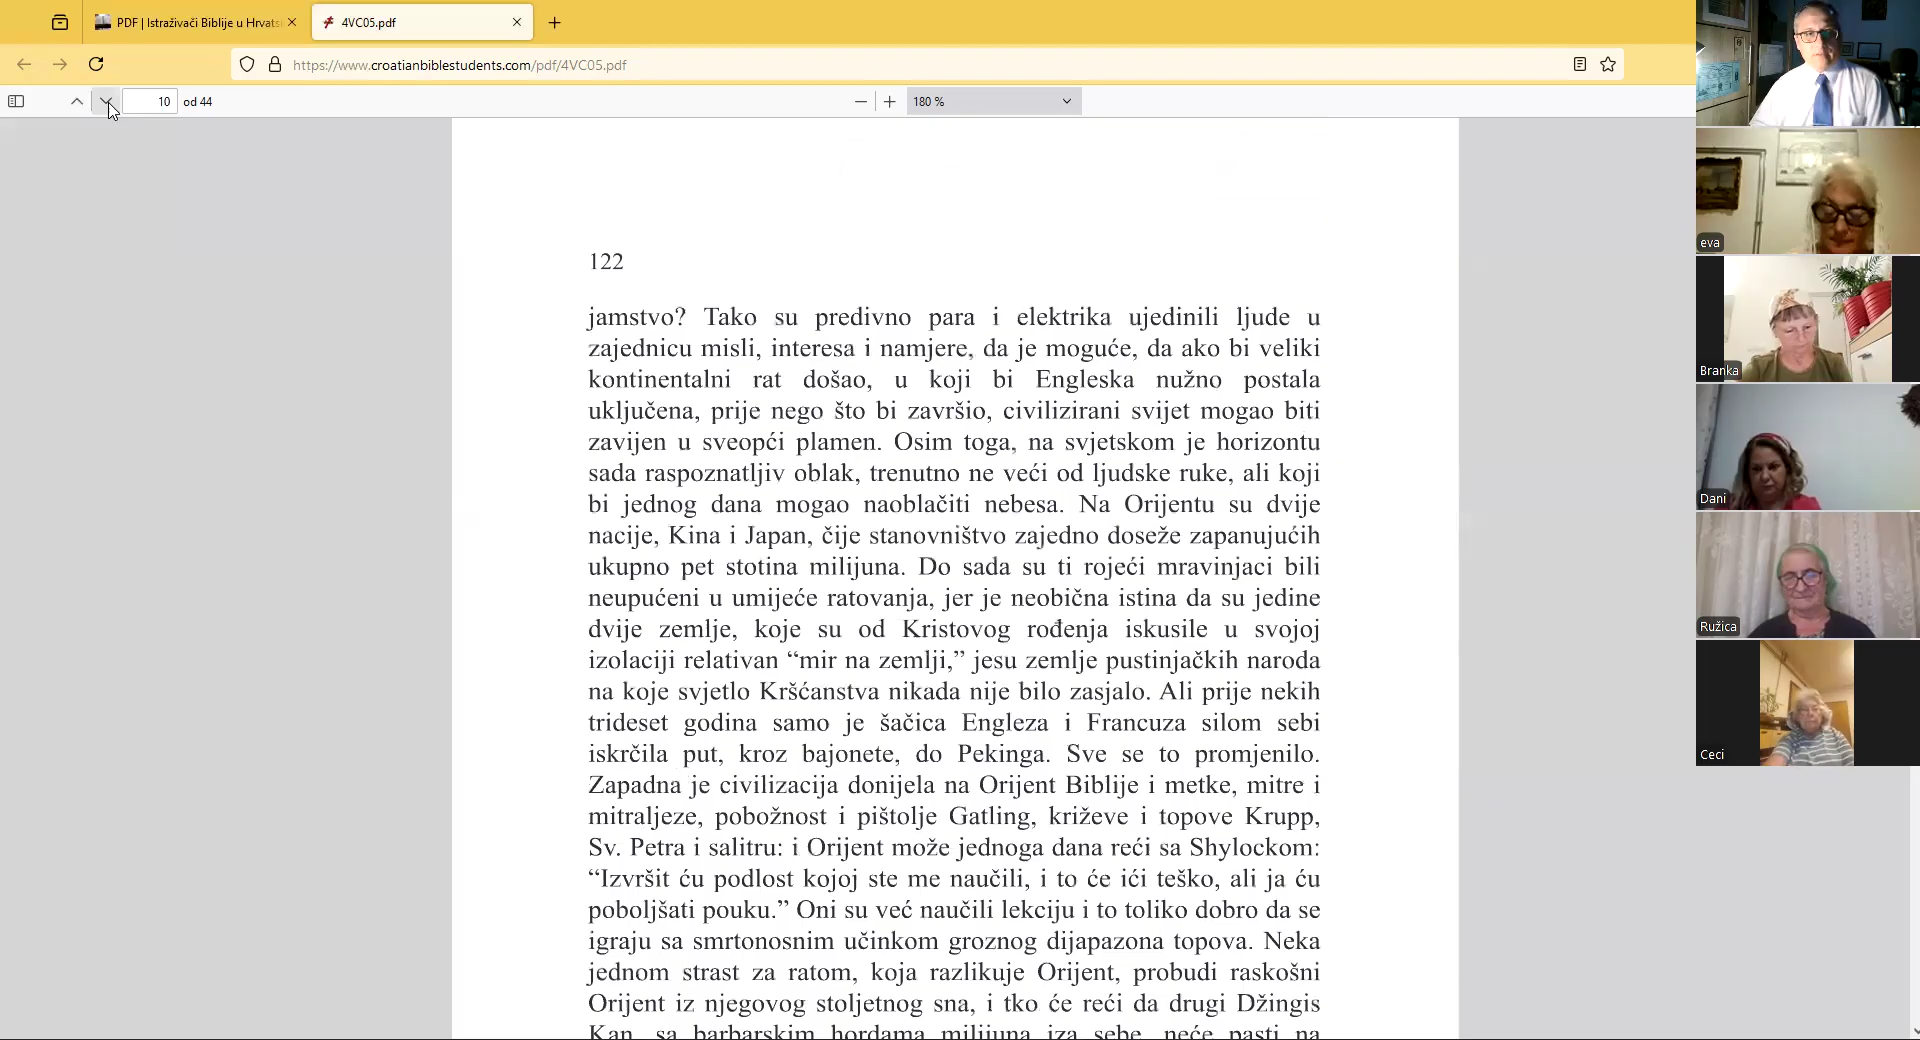 PDF | Istraživači Biblije u Hrvats
4VC05.pdf
https://www.croatianbiblestudents.com/pdf/4VC05.pdf
10 od 44
180 %
122
jamstvo? Tako su predivno para i elektrika ujedinili ljude u
zajednicu misli, interesa i namjere, da je moguće, da ako bi veliki
kontinentalni rat došao, u koji bi Engleska nužno postala
uključena, prije nego što bi završio, civilizirani svijet mogao biti
zavijen u sveopći plamen. Osim toga, na svjetskom je horizontu
sada raspoznatljiv oblak, trenutno ne veći od ljudske ruke, ali koji
bi jednog dana mogao naoblačiti nebesa. Na Orijentu su dvije
nacije, Kina i Japan, čije stanovništvo zajedno doseže zapanujućih
ukupno pet stotina milijuna. Do sada su ti rojeći mravinjaci bili
neupućeni u umijeće ratovanja, jer je neobična istina da su jedine
dvije zemlje, koje su od Kristovog rođenja iskusile u svojoj
izolaciji relativan “mir na zemlji,” jesu zemlje pustinjačkih naroda
na koje svjetlo Kršćanstva nikada nije bilo zasjalo. Ali prije nekih
trideset godina samo je šačica Engleza i Francuza silom sebi
iskrčila put, kroz bajonete, do Pekinga. Sve se to promjenilo.
Zapadna je civilizacija donijela na Orijent Biblije i metke, mitre i
mitraljeze, pobožnost i pištolje Gatling, križeve i topove Krupp,
Sv. Petra i salitru: i Orijent može jednoga dana reći sa Shylockom:
“Izvršit ću podlost kojoj ste me naučili, i to će ići teško, ali ja ću
poboljšati pouku.” Oni su već naučili lekciju i to toliko dobro da se
igraju sa smrtonosnim učinkom groznog dijapazona topova. Neka
jednom strast za ratom, koja razlikuje Orijent, probudi raskošni
Orijent iz njegovog stoljetnog sna, i tko će reći da drugi Džingis
Kan, sa barbarskim hordama milijuna iza sebe, neće pasti na
eva
Branka
Dani
Ružica
Ceci